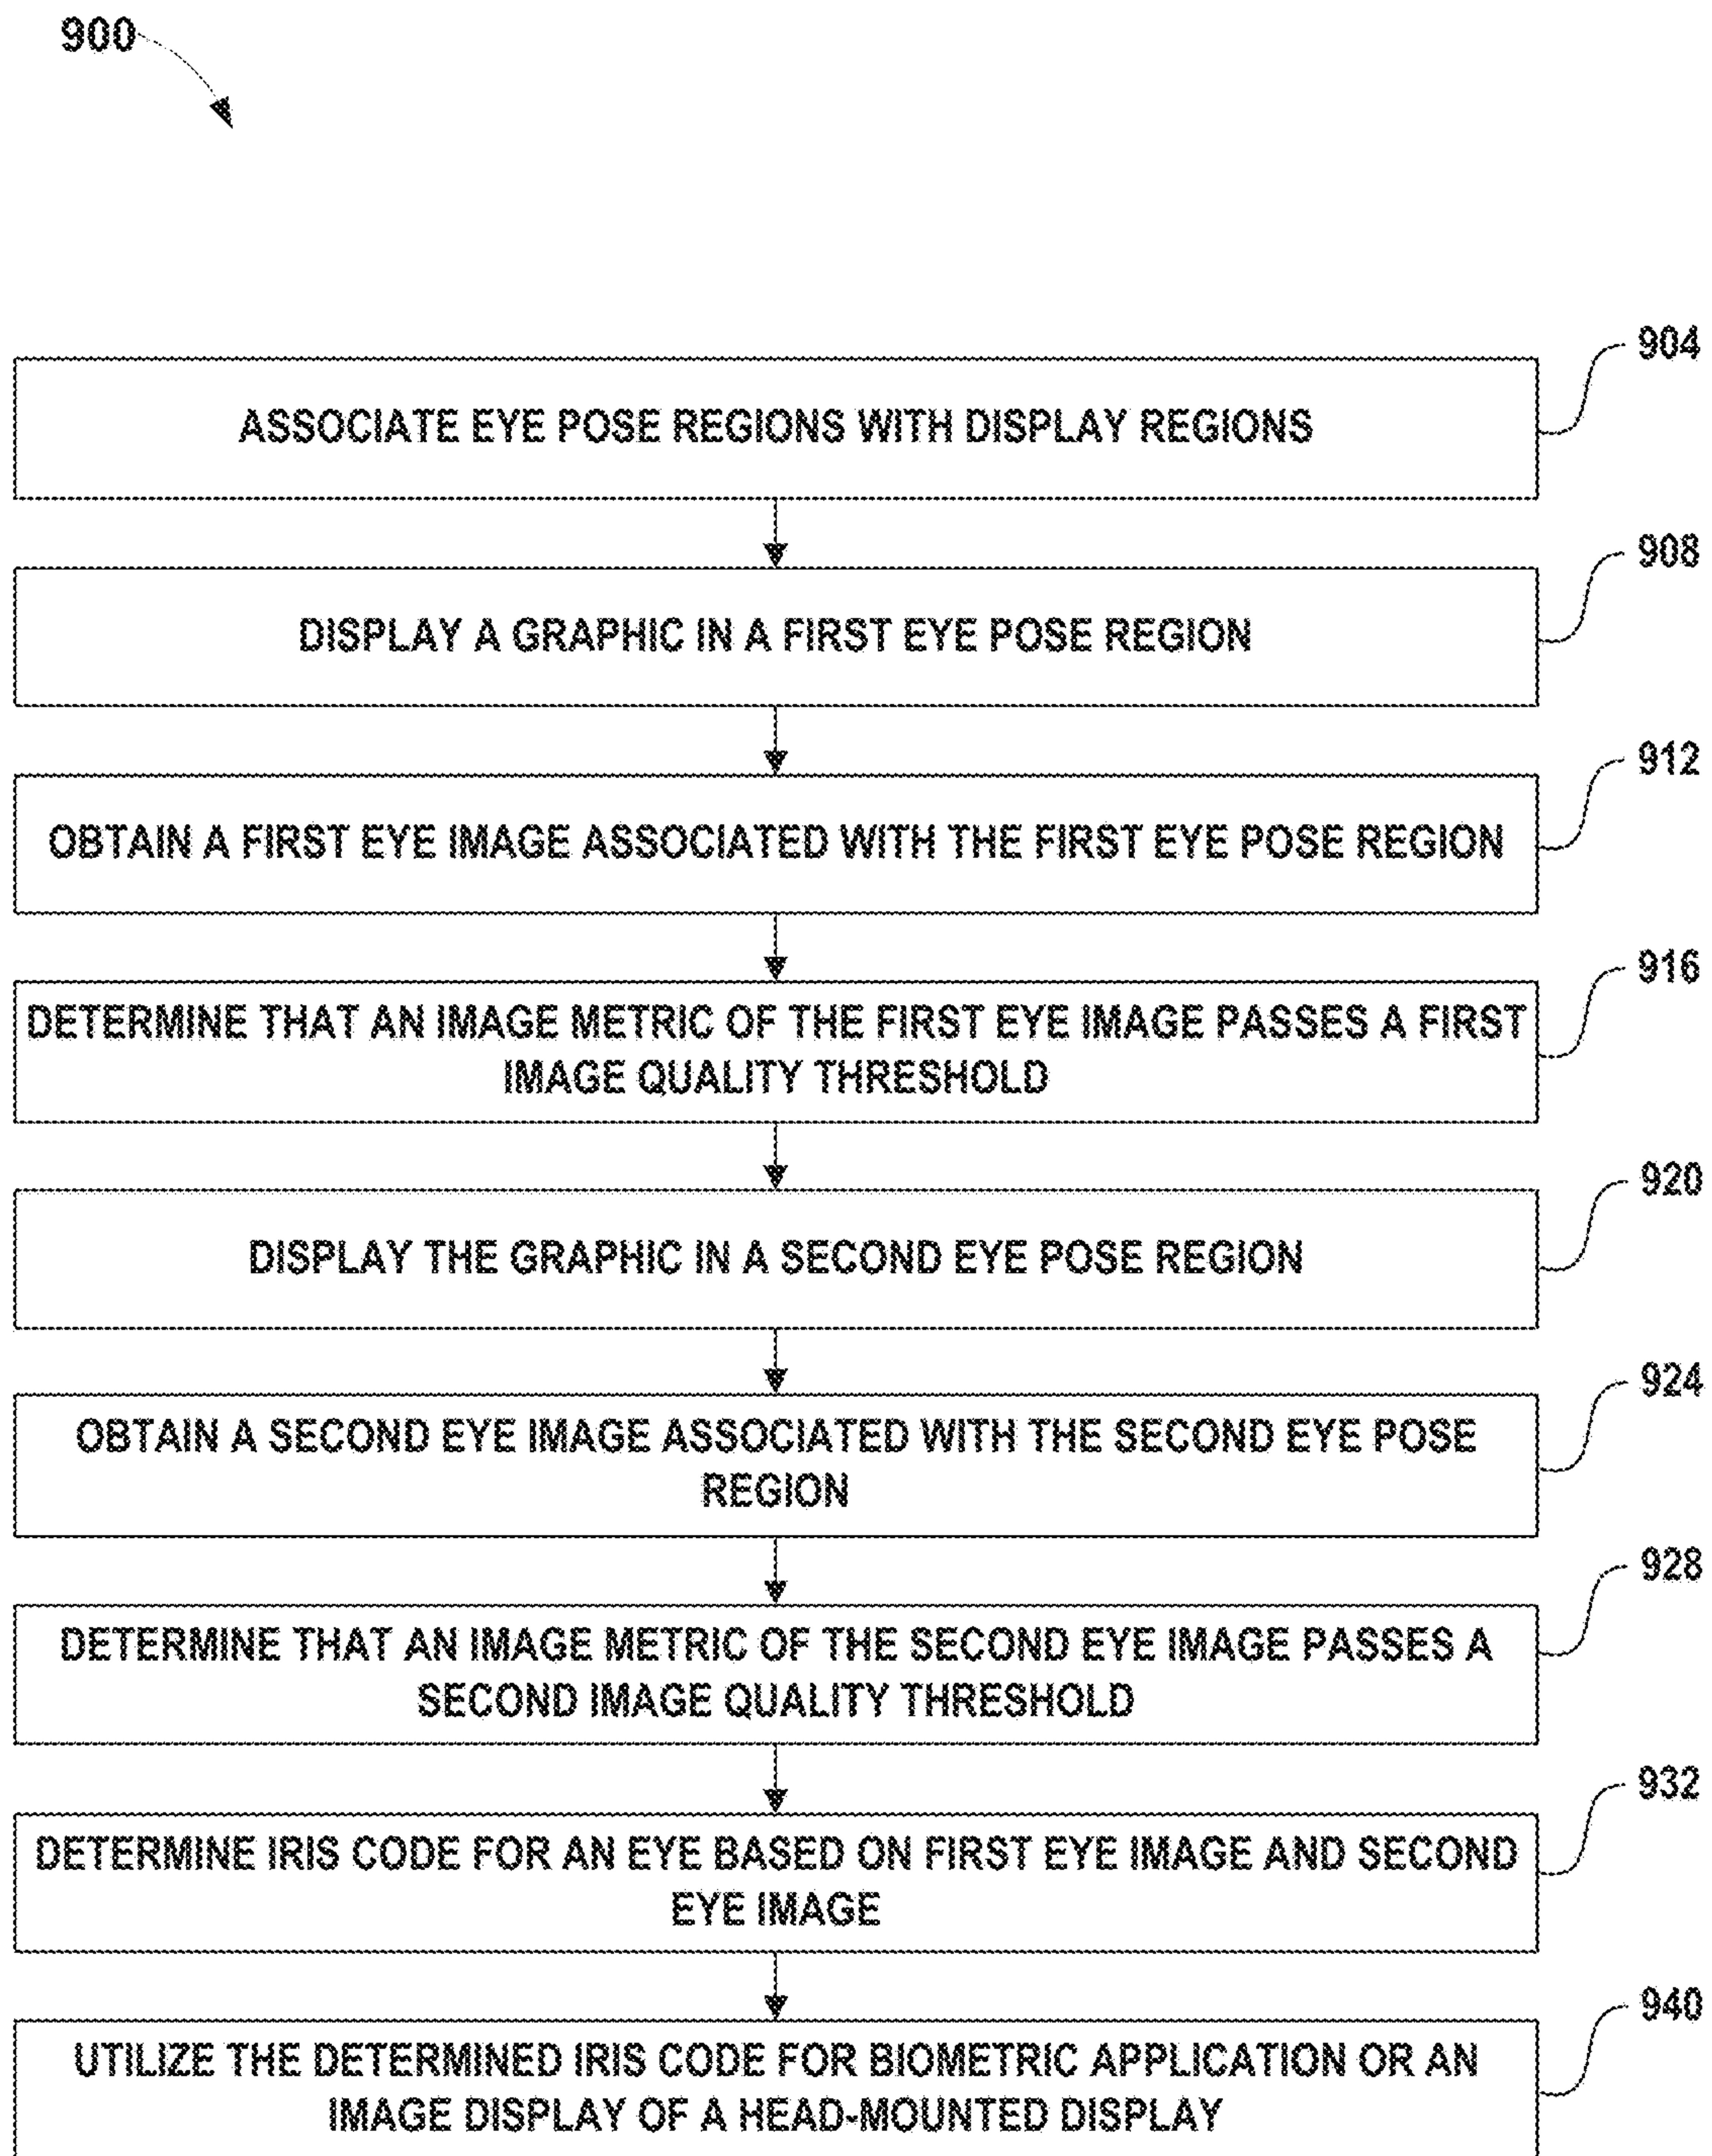 900
904
ASSOCIATE EYE POSE REGIONS WITH DISPLAY REGIONS
908
DISPLAY A GRAPHIC IN A FIRST EYE POSE REGION
912
OBTAIN A FIRST EYE IMAGE ASSOCIATED WITH THE FIRST EYE POSE REGION
916
DETERMINE THAT AN IMAGE METRIC OF THE FIRST EYE IMAGE PASSES A FIRST
IMAGE QUALITY THRESHOLD
920
DISPLAY THE GRAPHIC IN A SECOND EYE POSE REGION
924
OBTAIN A SECOND EYE IMAGE ASSOCIATED WITH THE SECOND EYE POSE
REGION
928
DETERMINE THAT AN IMAGE METRIC OF THE SECOND EYE IMAGE PASSES A
SECOND IMAGE QUALITY THRESHOLD
932
DETERMINE IRIS CODE FOR AN EYE BASED ON FIRST EYE IMAGE AND SECOND
EYE IMAGE
940
UTILIZE THE DETERMINED IRIS CODE FOR BIOMETRIC APPLICATION OR AN
IMAGE DISPLAY OF A HEAD-MOUNTED DISPLAY